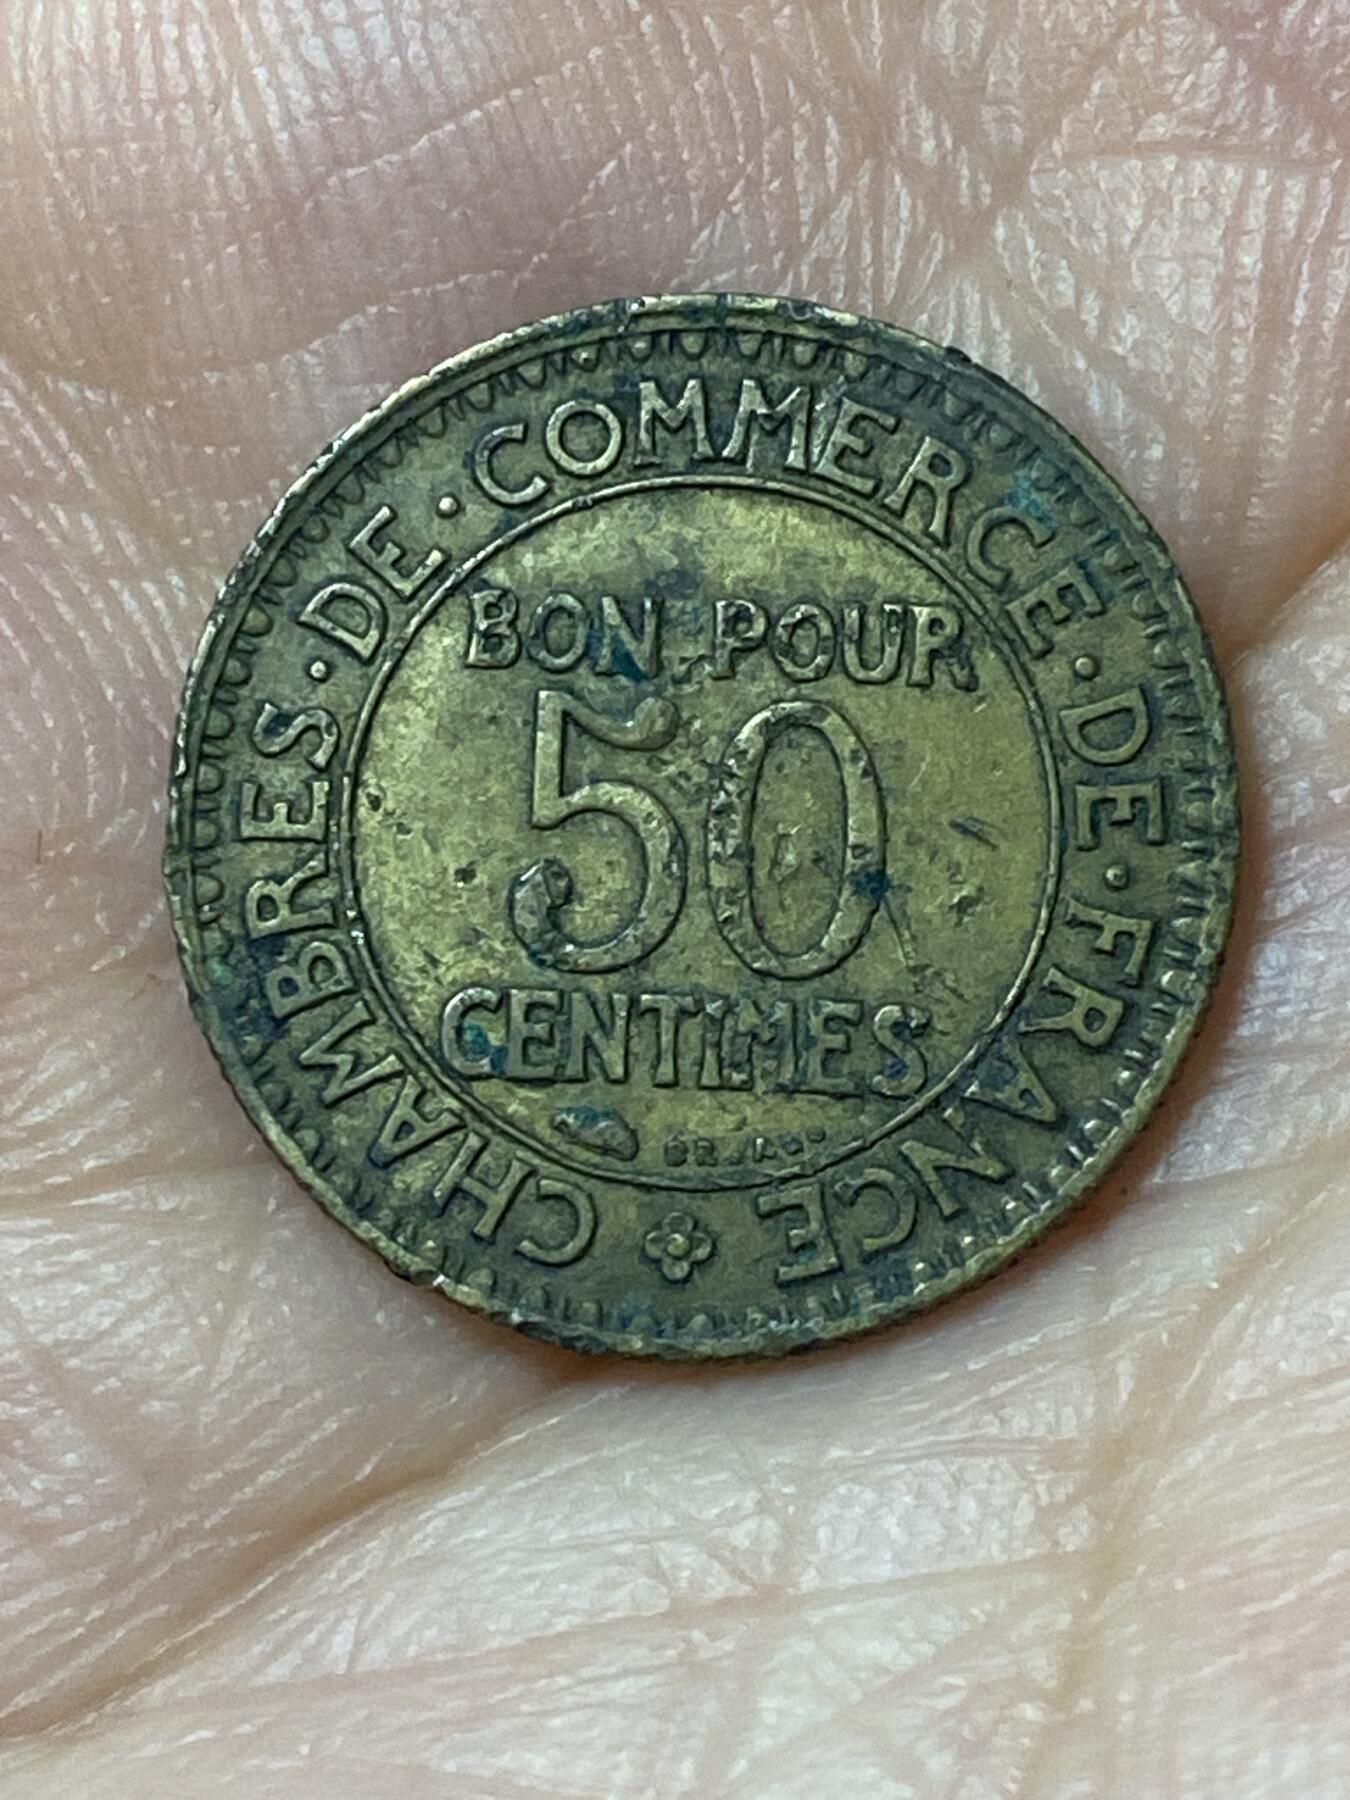 CHAMBRES·DE·COMMERCE·DE·FRANCE
BON POUR
50
CENTIMES